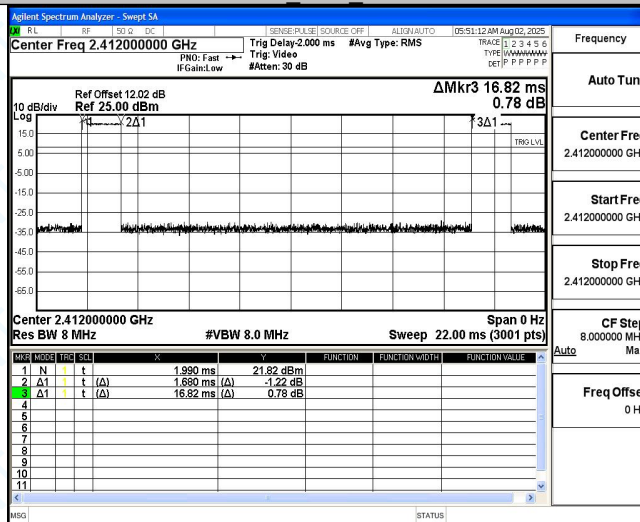 Agilent Spectrum Analyzer - Swept SA
LXI RL RF 50 Ω DC SENSE:PULSE SOURCE OFF ALIGN AUTO 05:51:12 AM Aug 02, 2025
Center Freq 2.412000000 GHz
Trig Delay-2.000 ms #Avg Type: RMS
TRACE 1 2 3 4 5 6
PNO: Fast Trig: Video
TYPE
IFGain:Low #Atten: 30 dB
DET P P P P P P
Ref Offset 12.02 dB
ΔMkr3 16.82 ms
10 dB/div Ref 25.00 dBm
0.78 dB
Log
2Δ1
3Δ1
15.0
TRIG LVL
5.00
-5.00
-15.0
-25.0
-35.0
-45.0
-55.0
-65.0
Center 2.412000000 GHz Span 0 Hz
Res BW 8 MHz #VBW 8.0 MHz Sweep 22.00 ms (3001 pts)
MKR MODE TRC SCL X Y FUNCTION FUNCTION WIDTH FUNCTION VALUE
1 N 1 t 1.990 ms 21.82 dBm
2 Δ1 1 t (Δ) 1.680 ms (Δ) -1.22 dB
3 Δ1 1 t (Δ) 16.82 ms (Δ) 0.78 dB
4
5
6
7
8
9
10
11
MSG STATUS
Frequency
Auto Tun
Center Fre
2.412000000 GH
Start Fre
2.412000000 GH
Stop Fre
2.412000000 GH
CF Ste
8.000000 MH
Auto Ma
Freq Offse
0 H